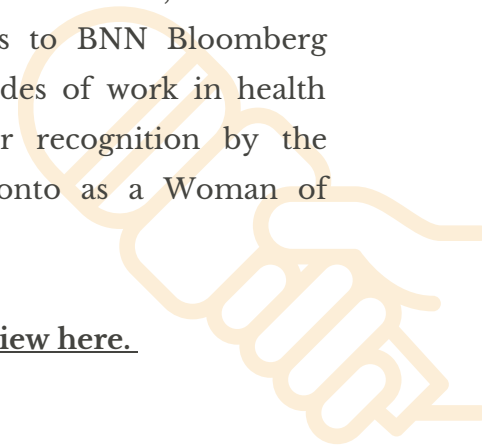 s to BNN Bloomberg
des of work in health
r recognition by the
onto as a Woman of
iew here.